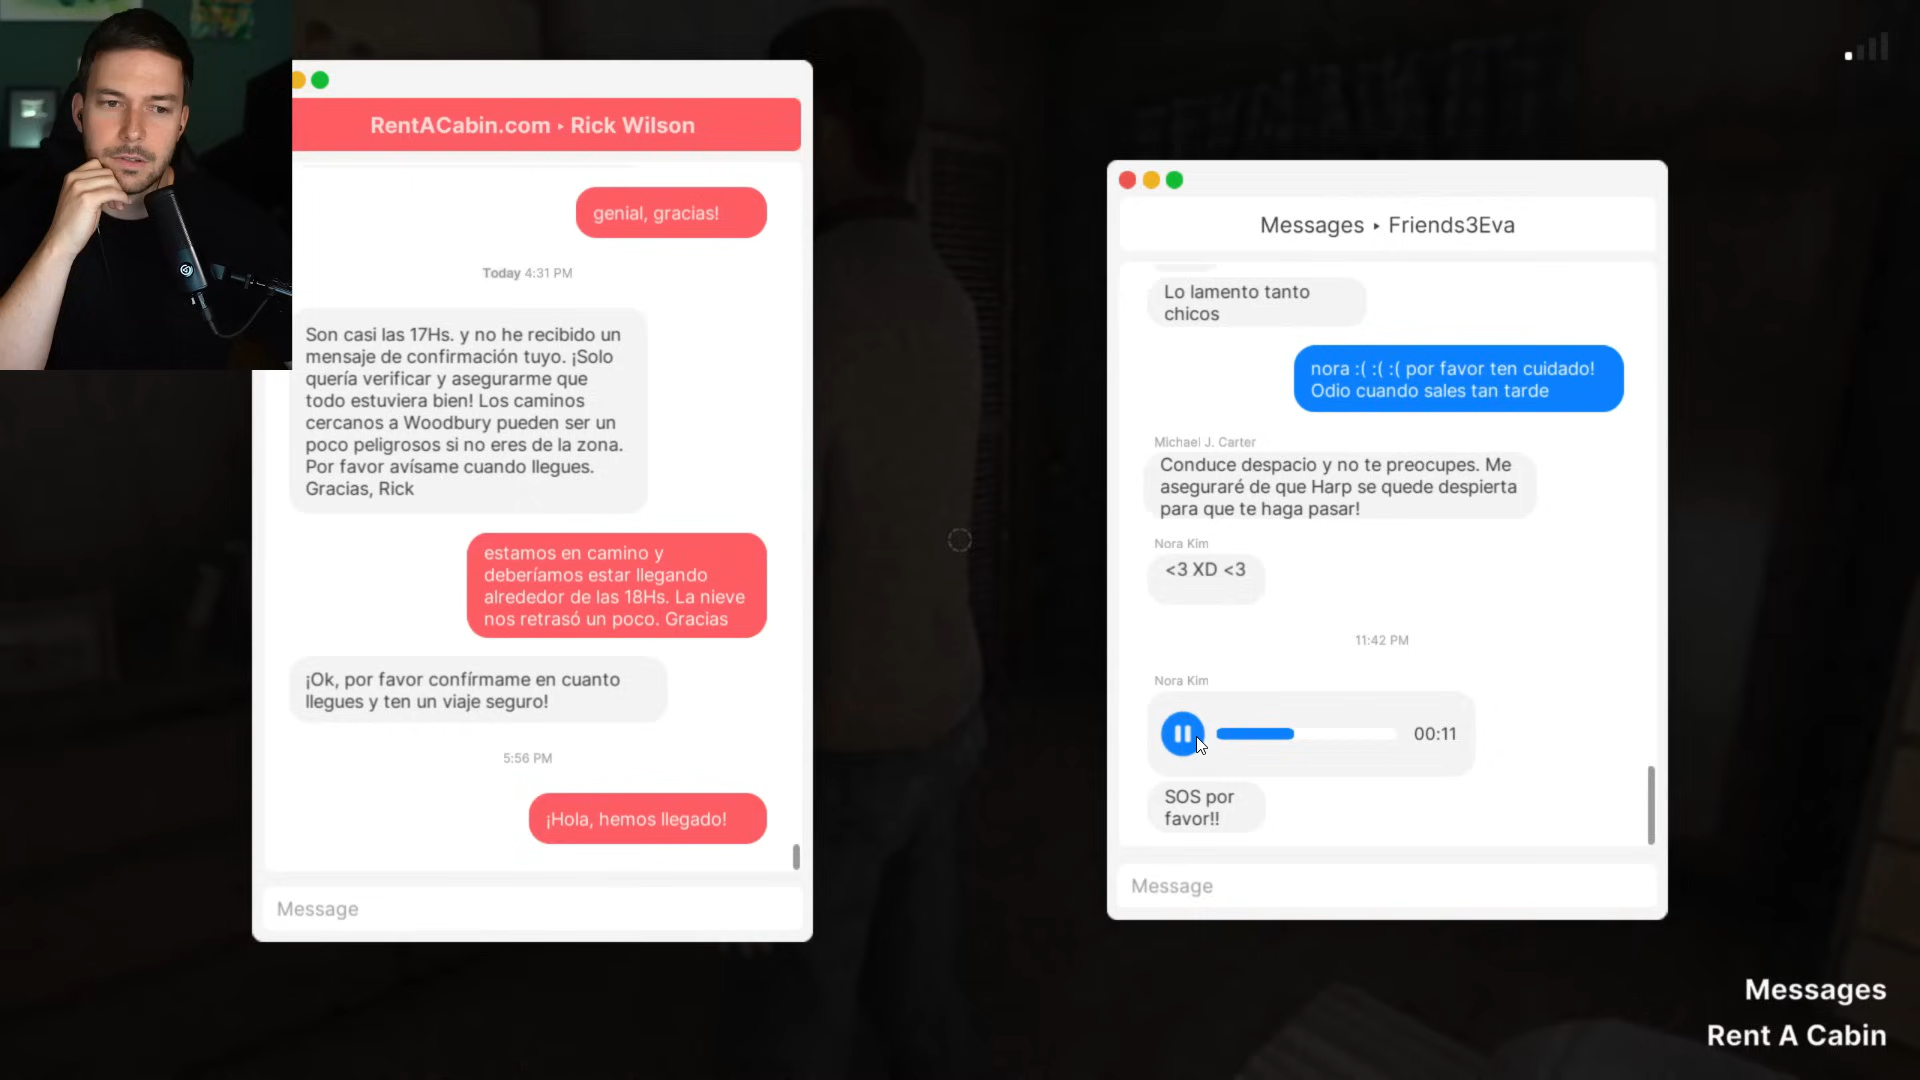 RentACabin.com ▸ Rick Wilson
genial, gracias!
Today 4:31 PM
Son casi las 17Hs. y no he recibido un
mensaje de confirmación tuyo. ¡Solo
quería verificar y asegurarme que
todo estuviera bien! Los caminos
cercanos a Woodbury pueden ser un
poco peligrosos si no eres de la zona.
Por favor avísame cuando llegues.
Gracias, Rick
estamos en camino y
deberíamos estar llegando
alrededor de las 18Hs. La nieve
nos retrasó un poco. Gracias
¡Ok, por favor confírmame en cuanto
llegues y ten un viaje seguro!
5:56 PM
¡Hola, hemos llegado!
Message
Messages ▸ Friends3Eva
Lo lamento tanto
chicos
nora :( :( :( por favor ten cuidado!
Odio cuando sales tan tarde
Michael J. Carter
Conduce despacio y no te preocupes. Me
aseguraré de que Harp se quede despierta
para que te haga pasar!
Nora Kim
<3 XD <3
11:42 PM
Nora Kim
00:11
SOS por
favor!!
Message
Messages
Rent A Cabin